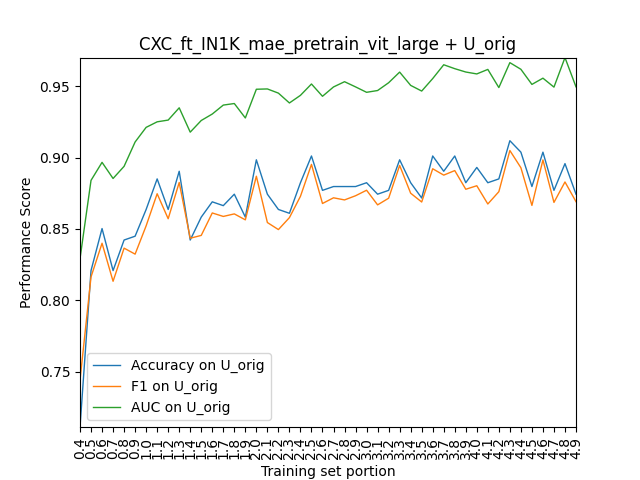 CXC_ft_IN1K_mae_pretrain_vit_large + U_orig
Performance Score
0.95
0.90
0.85
0.80
0.75
Accuracy on U_orig
F1 on U_orig
AUC on U_orig
0.4 0.5 0.6 0.7 0.8 0.9 1.0 1.1 1.2 1.3 1.4 1.5 1.6 1.7 1.8 1.9 2.0 2.1 2.2 2.3 2.4 2.5 2.6 2.7 2.8 2.9 3.0 3.1 3.2 3.3 3.4 3.5 3.6 3.7 3.8 3.9 4.0 4.1 4.2 4.3 4.4 4.5 4.6 4.7 4.8 4.9
Training set portion